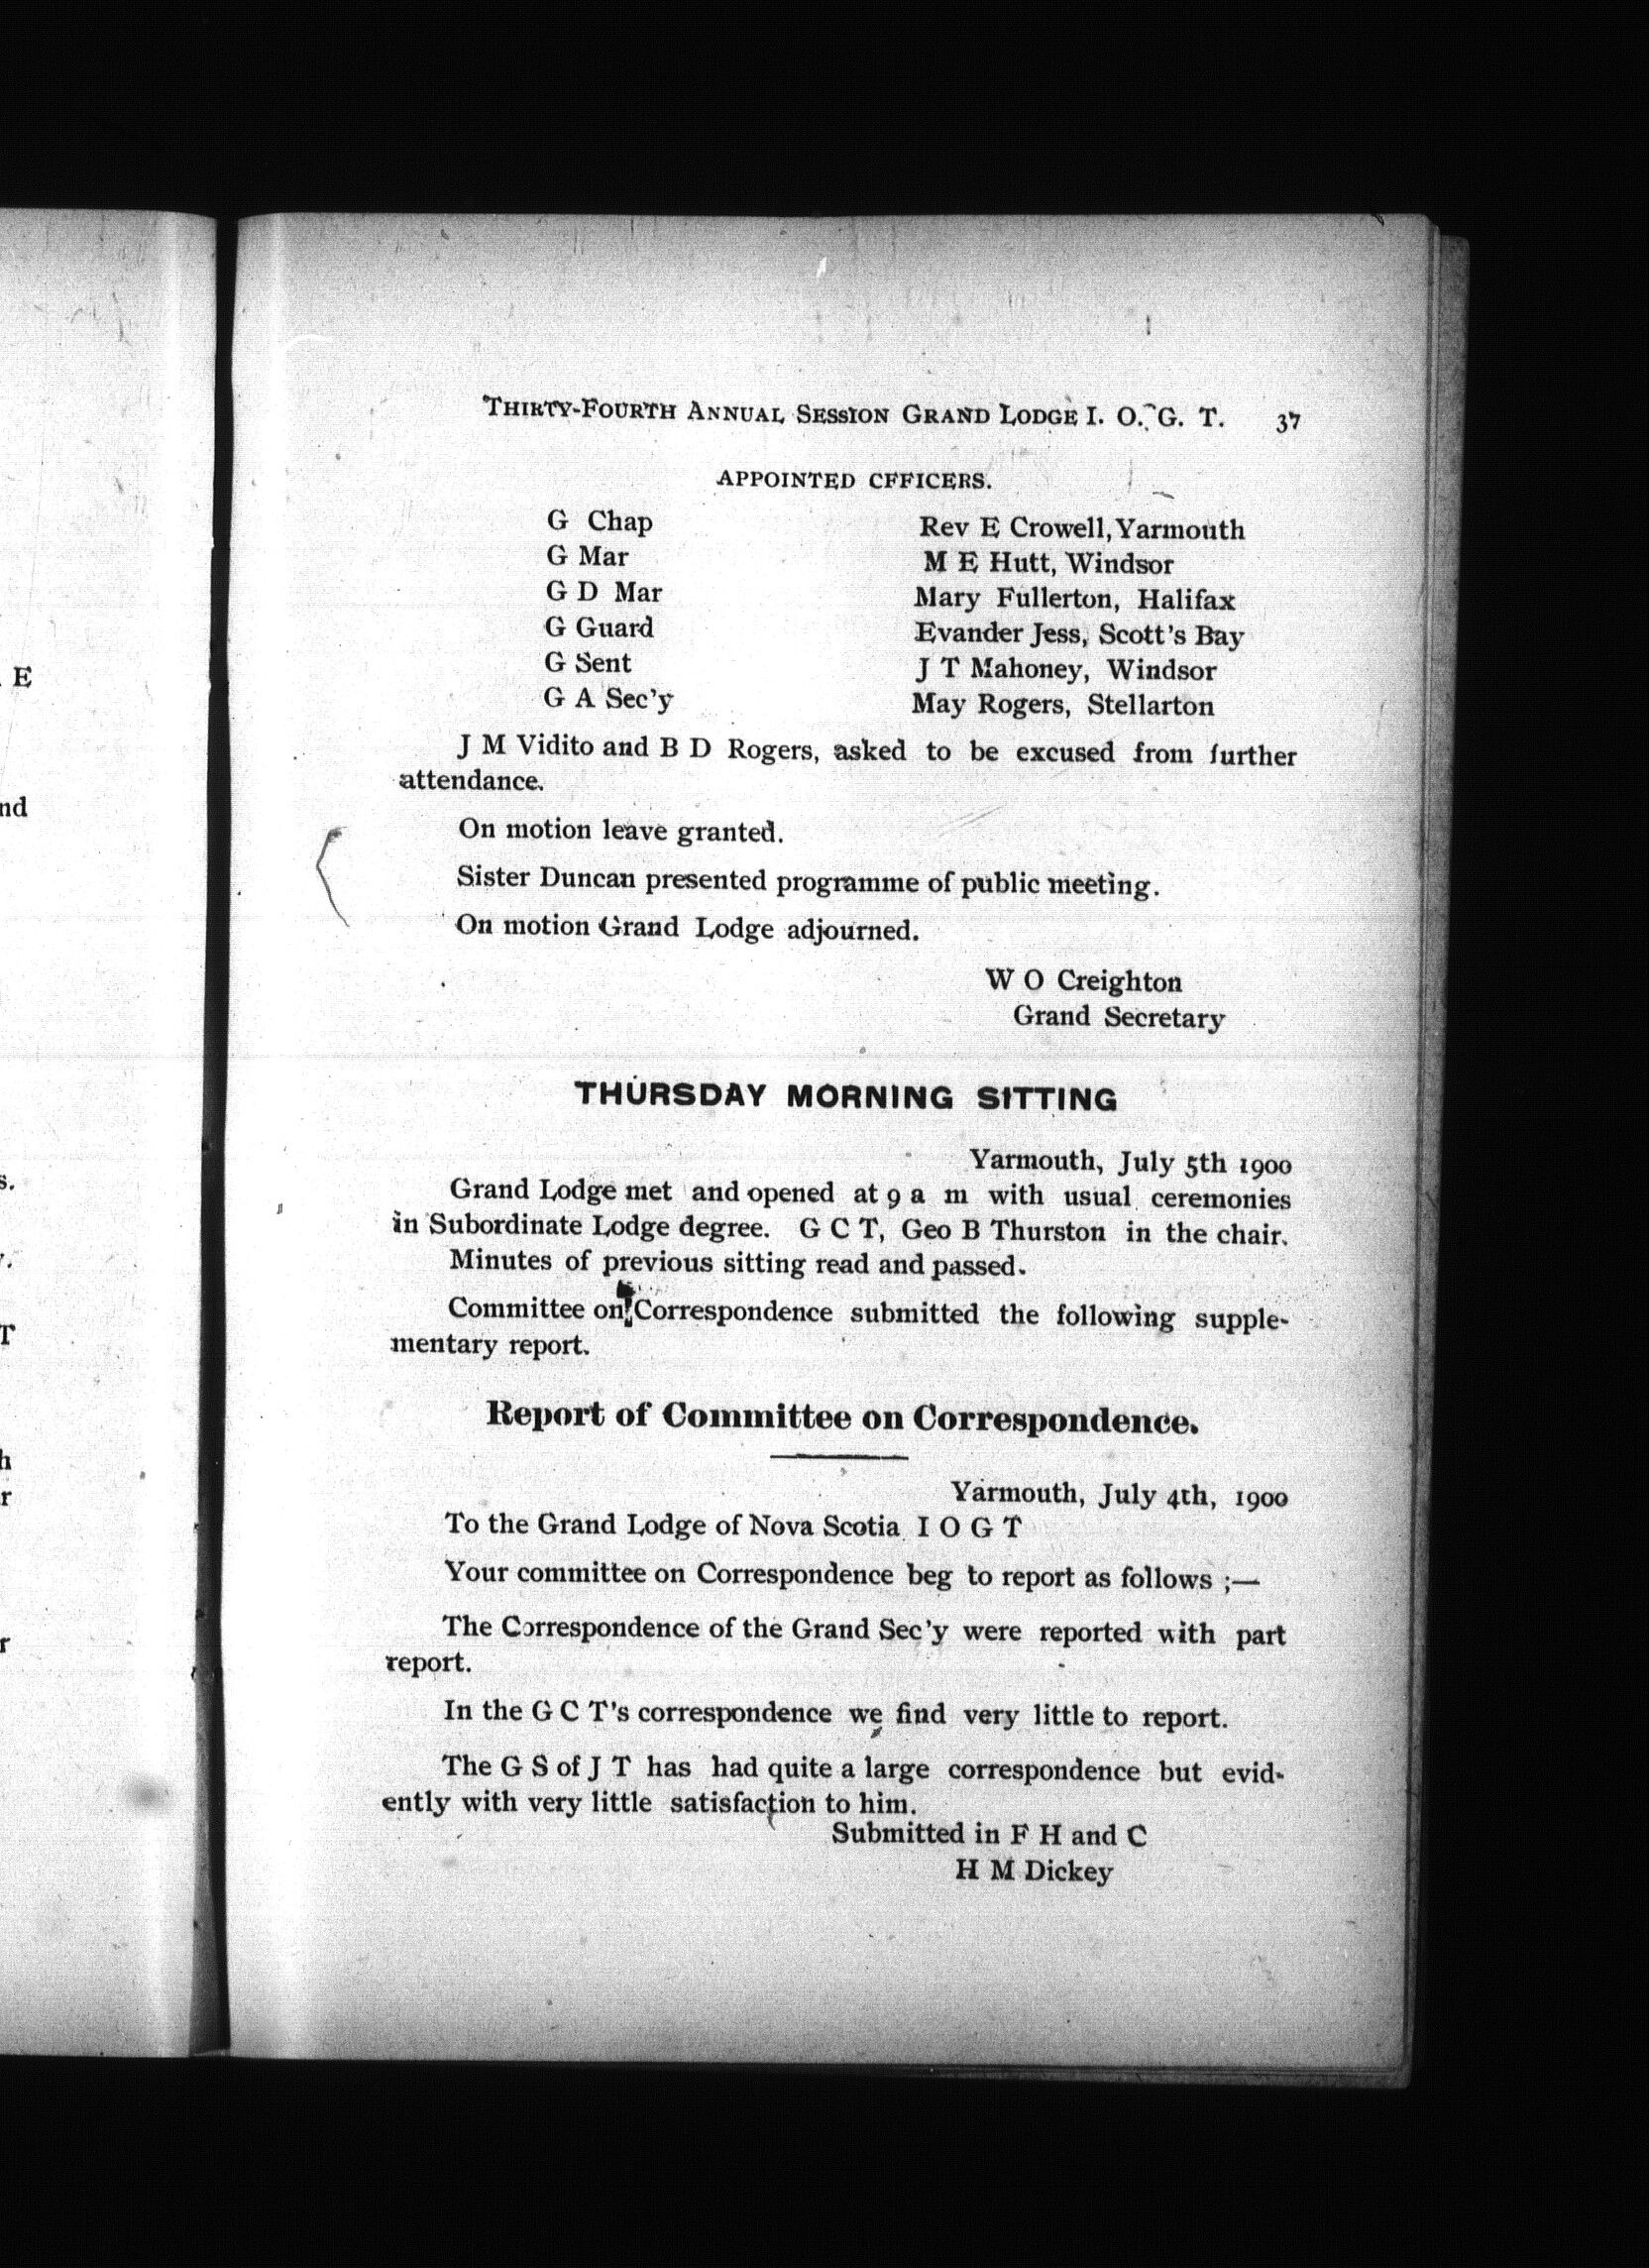 THIRTY-FOURTH ANNUAL SESSION GRAND LODGE I. O. G. T. 37
APPOINTED CFFICERS.
G Chap Rev E Crowell, Yarmouth
G Mar M E Hutt, Windsor
G D Mar Mary Fullerton, Halifax
G Guard Evander Jess, Scott's Bay
G Sent J T Mahoney, Windsor
G A Sec'y May Rogers, Stellarton
J M Vidito and B D Rogers, asked to be excused from further
attendance.
On motion leave granted.
Sister Duncan presented programme of public meeting.
On motion Grand Lodge adjourned.
W O Creighton
Grand Secretary
THURSDAY MORNING SITTING
Yarmouth, July 5th 1900
Grand Lodge met and opened at 9 a m with usual ceremonies
in Subordinate Lodge degree. G C T, Geo B Thurston in the chair.
Minutes of previous sitting read and passed.
Committee on Correspondence submitted the following supple-
mentary report.
Report of Committee on Correspondence.
Yarmouth, July 4th, 1900
To the Grand Lodge of Nova Scotia I O G T
Your committee on Correspondence beg to report as follows ;—
The Correspondence of the Grand Sec'y were reported with part
report.
In the G C T's correspondence we find very little to report.
The G S of J T has had quite a large correspondence but evid-
ently with very little satisfaction to him.
Submitted in F H and C
H M Dickey
E
nd
s.
T
h
r
r